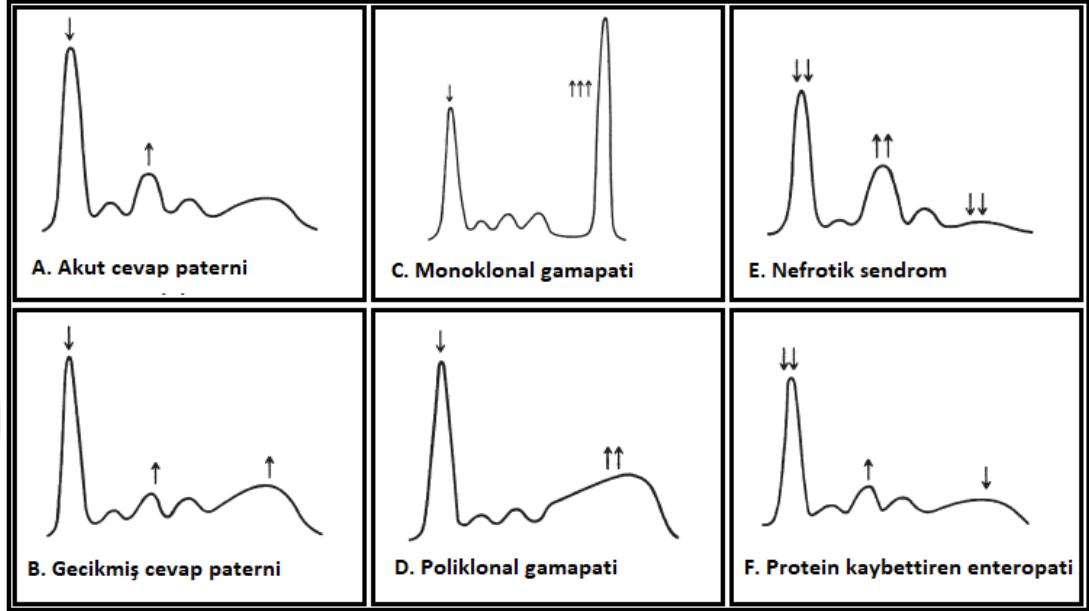 A. Akut cevap paterni
C. Monoklonal gamapati
E. Nefrotik sendrom
B. Gecikmiş cevap paterni
D. Poliklonal gamapati
F. Protein kaybettiren enteropati